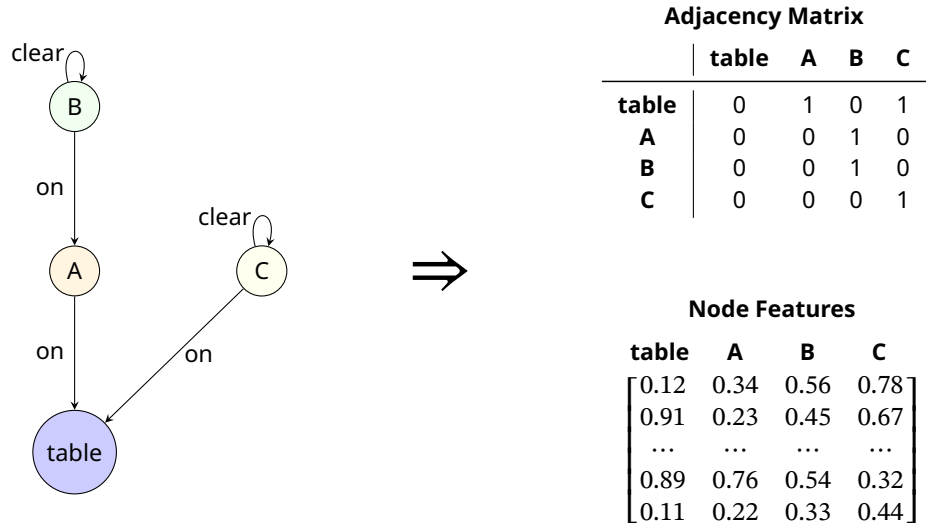 clear
B
on
A
on
table
clear
C
on
⇒
Adjacency Matrix
table A B C
table 0 1 0 1
A 0 0 1 0
B 0 0 1 0
C 0 0 0 1
Node Features
table A B C
0.12 0.34 0.56 0.78
0.91 0.23 0.45 0.67
... ... ... ...
0.89 0.76 0.54 0.32
0.11 0.22 0.33 0.44